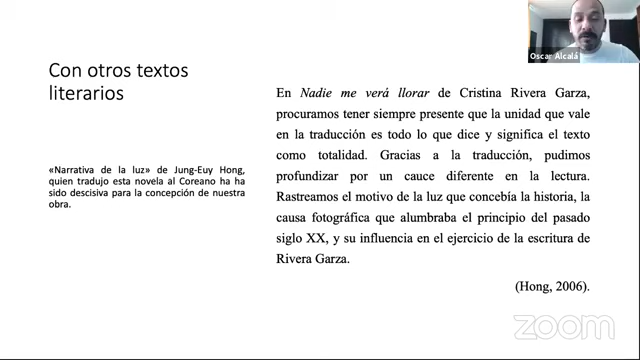 Oscar Alcalá
Con otros textos
literarios
«Narrativa de la luz» de Jung-Euy Hong,
quien tradujo esta novela al Coreano ha ha
sido descisiva para la concepción de nuestra
obra.
En Nadie me verá llorar de Cristina Rivera Garza,
procuramos tener siempre presente que la unidad que vale
en la traducción es todo lo que dice y significa el texto
como totalidad. Gracias a la traducción, pudimos
profundizar por un cauce diferente en la lectura.
Rastreamos el motivo de la luz que concebía la historia, la
causa fotográfica que alumbraba el principio del pasado
siglo XX, y su influencia en el ejercicio de la escritura de
Rivera Garza.
(Hong, 2006).
zoom